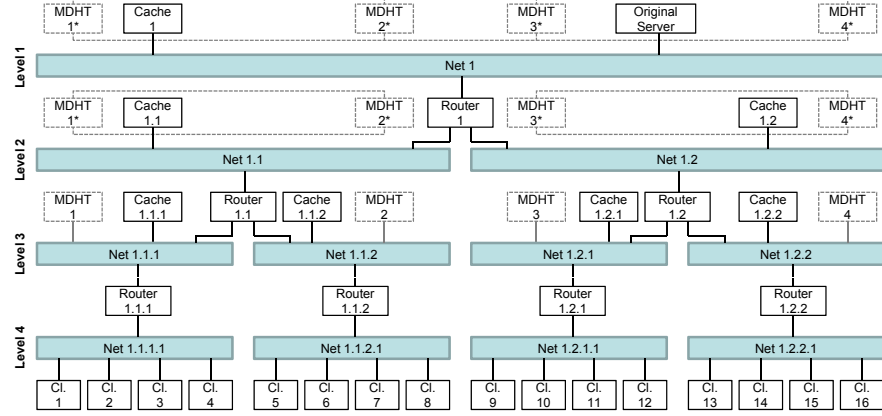 MDHT 1*
Cache 1
MDHT 2*
MDHT 3*
Original Server
MDHT 4*
Level 1
Net 1
MDHT 1*
Cache 1.1
MDHT 2*
Router 1
MDHT 3*
Cache 1.2
MDHT 4*
Level 2
Net 1.1
Net 1.2
MDHT 1
Cache 1.1.1
Router 1.1
Cache 1.1.2
MDHT 2
MDHT 3
Cache 1.2.1
Router 1.2
Cache 1.2.2
MDHT 4
Level 3
Net 1.1.1
Net 1.1.2
Net 1.2.1
Net 1.2.2
Router 1.1.1
Router 1.1.2
Router 1.2.1
Router 1.2.2
Level 4
Net 1.1.1.1
Net 1.1.2.1
Net 1.2.1.1
Net 1.2.2.1
Cl. 1
Cl. 2
Cl. 3
Cl. 4
Cl. 5
Cl. 6
Cl. 7
Cl. 8
Cl. 9
Cl. 10
Cl. 11
Cl. 12
Cl. 13
Cl. 14
Cl. 15
Cl. 16